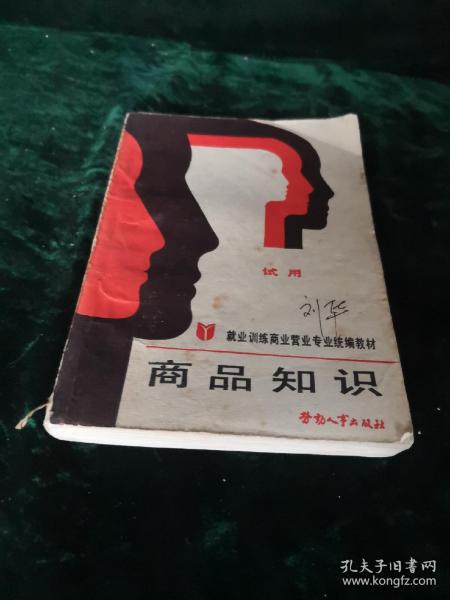 试用
刘华
就业训练商业营业专业统编教材
商品知识
劳动人事出版社
孔夫子旧书网
www.kongfz.com